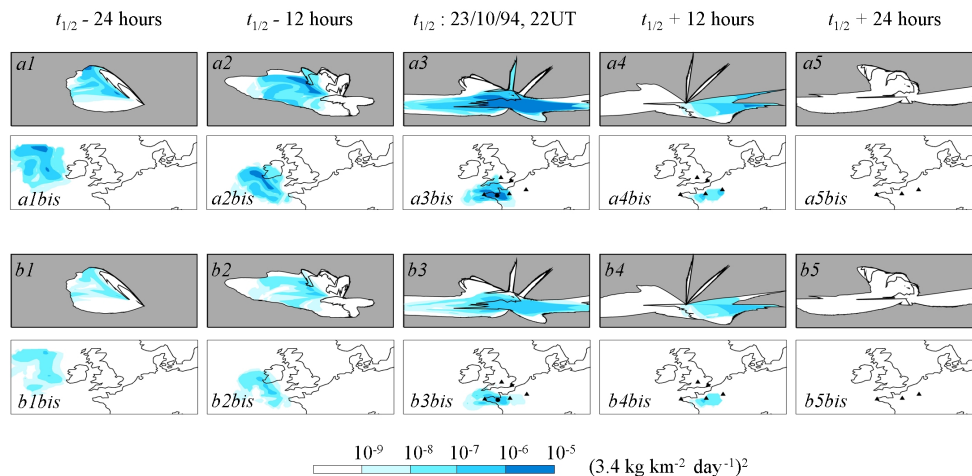 t1/2 - 24 hours t1/2 - 12 hours t1/2 : 23/10/94, 22UT t1/2 + 12 hours t1/2 + 24 hours
a1 a2 a3 a4 a5
a1bis a2bis a3bis a4bis a5bis
b1 b2 b3 b4 b5
b1bis b2bis b3bis b4bis b5bis
10⁻⁹ 10⁻⁸ 10⁻⁷ 10⁻⁶ 10⁻⁵ (3.4 kg km⁻² day⁻¹)²